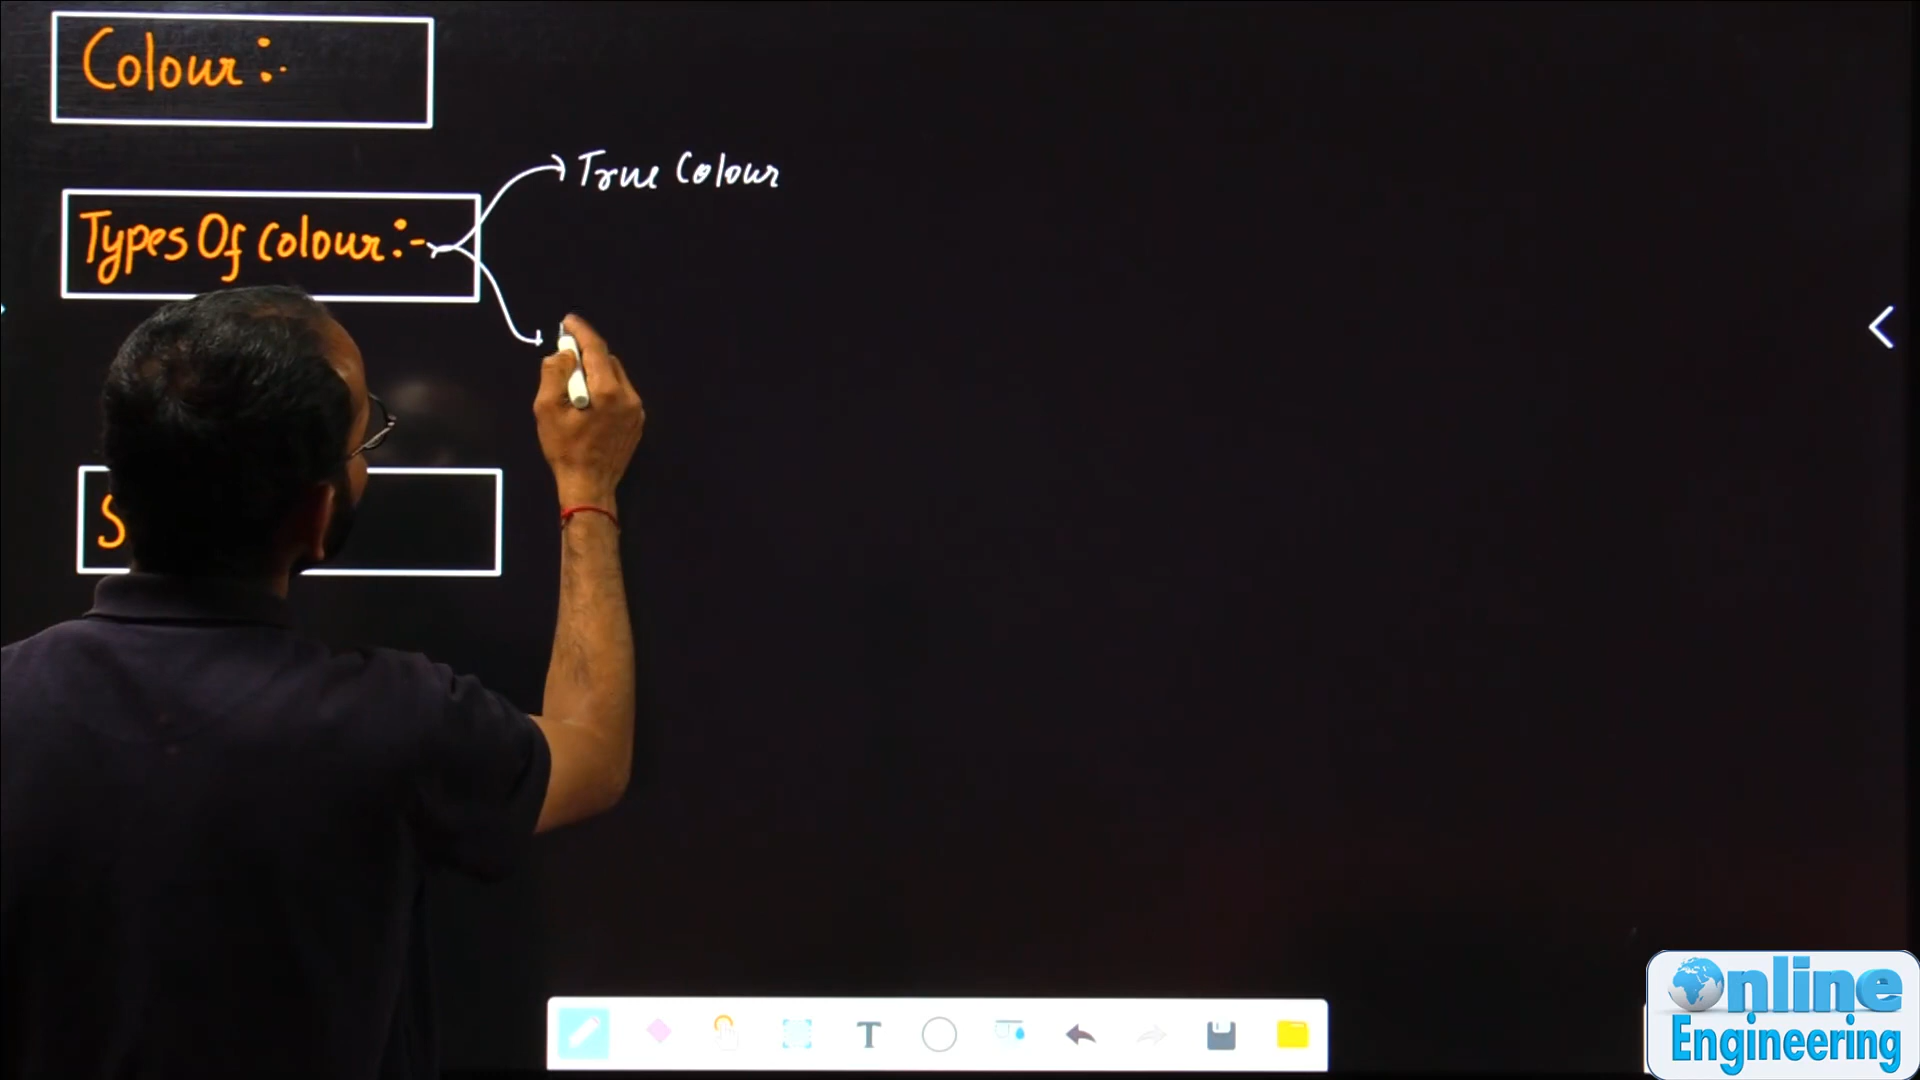 Colour :-
True Colour
Types Of colour :-
T
Online
Engineering